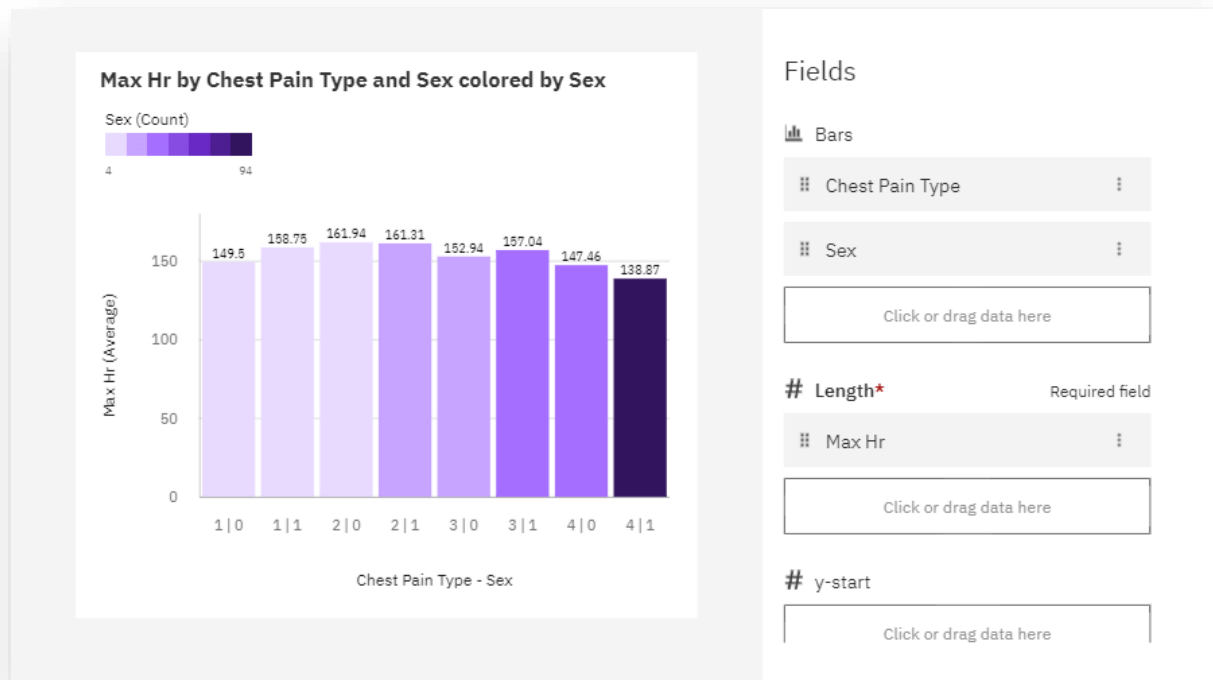 Max Hr by Chest Pain Type and Sex colored by Sex
Sex (Count)
4 94
Max Hr (Average)
150
100
50
0
149.5 158.75 161.94 161.31 152.94 157.04 147.46 138.87
1|0 1|1 2|0 2|1 3|0 3|1 4|0 4|1
Chest Pain Type - Sex
Fields
Bars
Chest Pain Type
Sex
Click or drag data here
# Length* Required field
Max Hr
Click or drag data here
# y-start
Click or drag data here